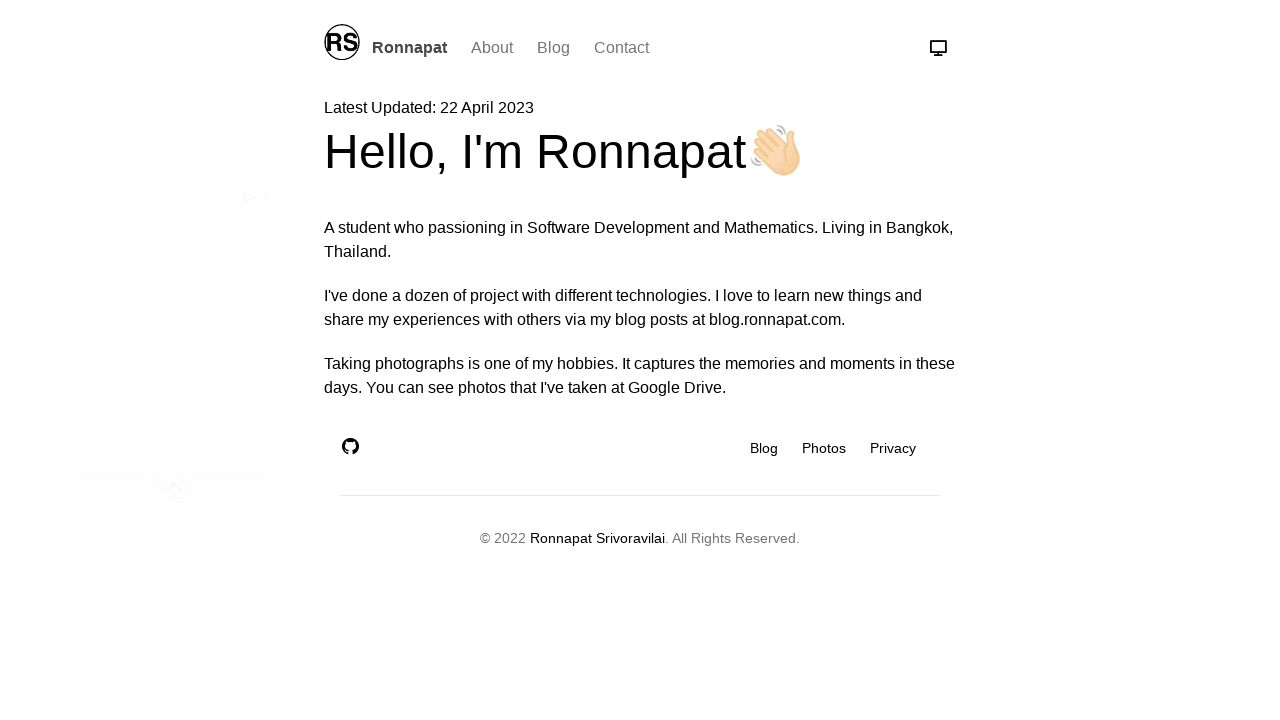 RS Ronnapat About Blog Contact
Latest Updated: 22 April 2023
Hello, I'm Ronnapat👋🏻
A student who passioning in Software Development and Mathematics. Living in Bangkok,
Thailand.
I've done a dozen of project with different technologies. I love to learn new things and
share my experiences with others via my blog posts at blog.ronnapat.com.
Taking photographs is one of my hobbies. It captures the memories and moments in these
days. You can see photos that I've taken at Google Drive.
Blog Photos Privacy
© 2022 Ronnapat Srivoravilai. All Rights Reserved.